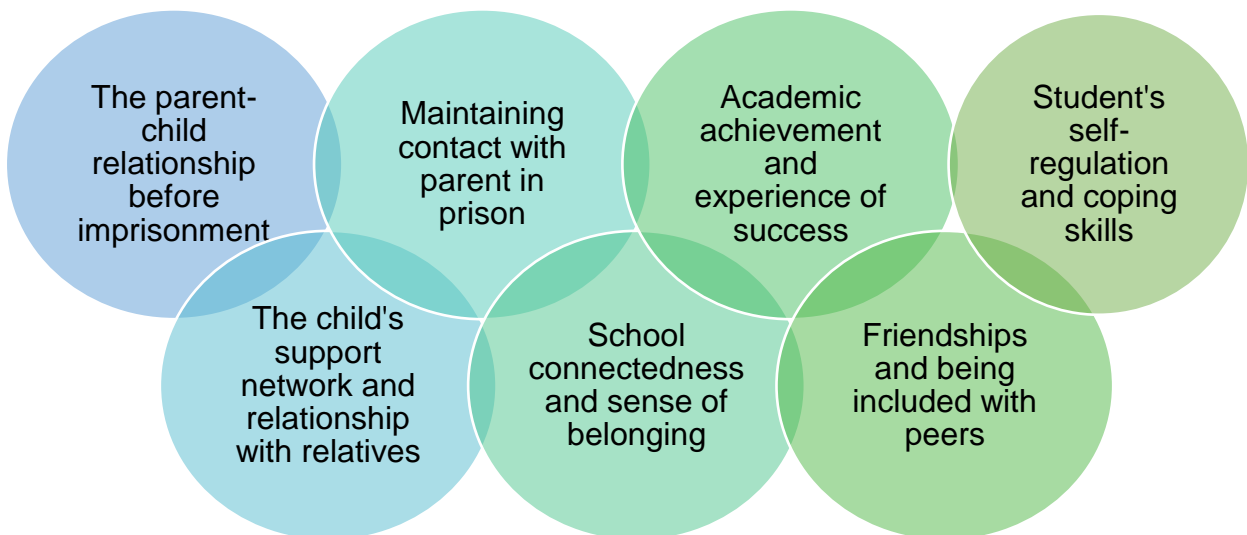 The parent-
child
relationship
before
imprisonment
Maintaining
contact with
parent in
prison
Academic
achievement
and
experience of
success
Student's
self-
regulation
and coping
skills
The child's
support
network and
relationship
with relatives
School
connectedness
and sense of
belonging
Friendships
and being
included with
peers